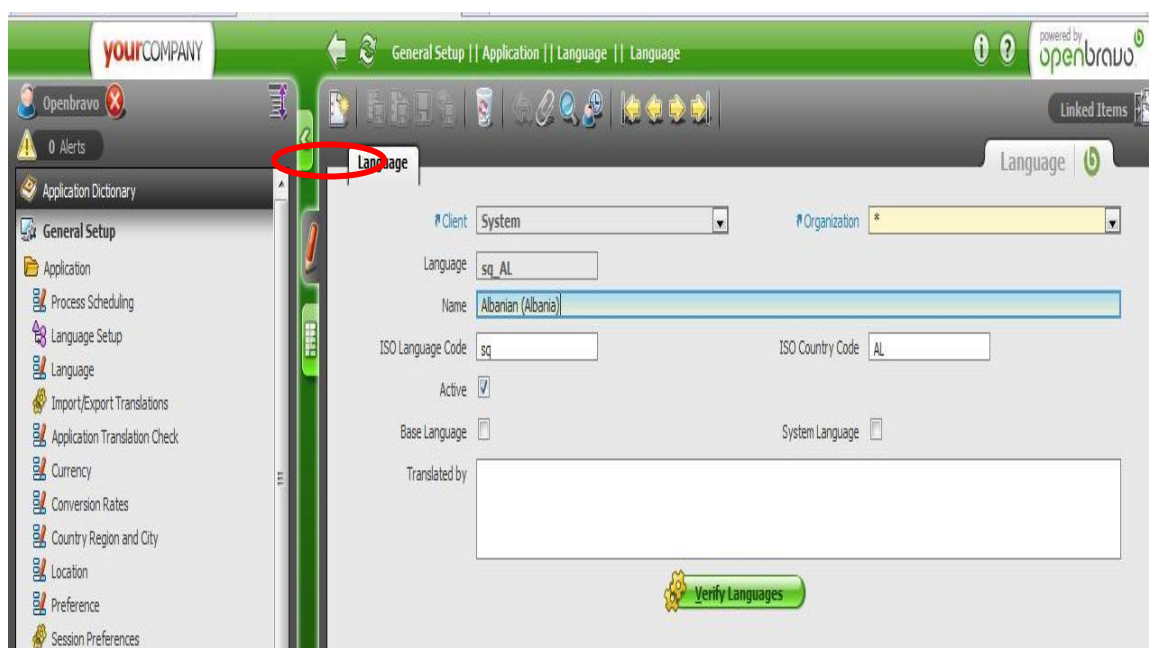 yourCOMPANY
General Setup || Application || Language || Language
powered by
openbravo
Openbravo
Linked Items
0 Alerts
Language
Language
Application Dictionary
General Setup
Application
Process Scheduling
Language Setup
Language
Import/Export Translations
Application Translation Check
Currency
Conversion Rates
Country Region and City
Location
Preference
Session Preferences
Client System
Organization *
Language sq_AL
Name Albanian (Albania)
ISO Language Code sq
ISO Country Code AL
Active
Base Language
System Language
Translated by
Verify Languages